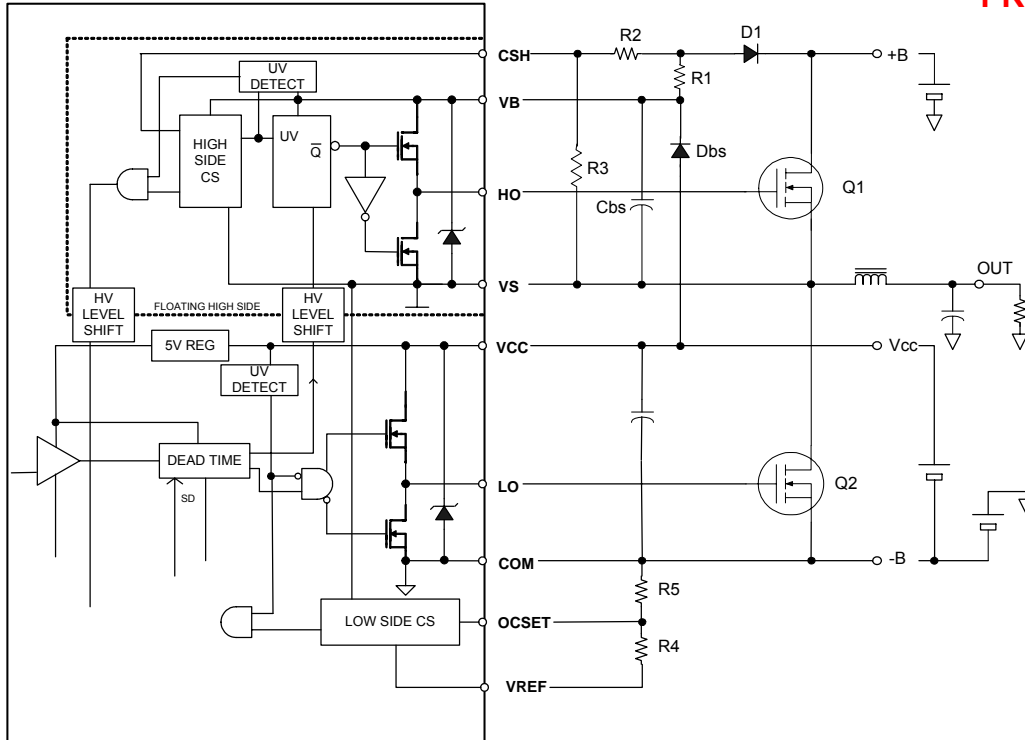 D1
R2
CSH
+B
UV
DETECT
R1
VB
HIGH
SIDE
CS
UV
Q
R3
Dbs
HO
Q1
Cbs
OUT
VS
HV
LEVEL
SHIFT
FLOATING HIGH SIDE
HV
LEVEL
SHIFT
5V REG
VCC
Vcc
UV
DETECT
DEAD TIME
SD
LO
Q2
COM
-B
R5
LOW SIDE CS
OCSET
R4
VREF